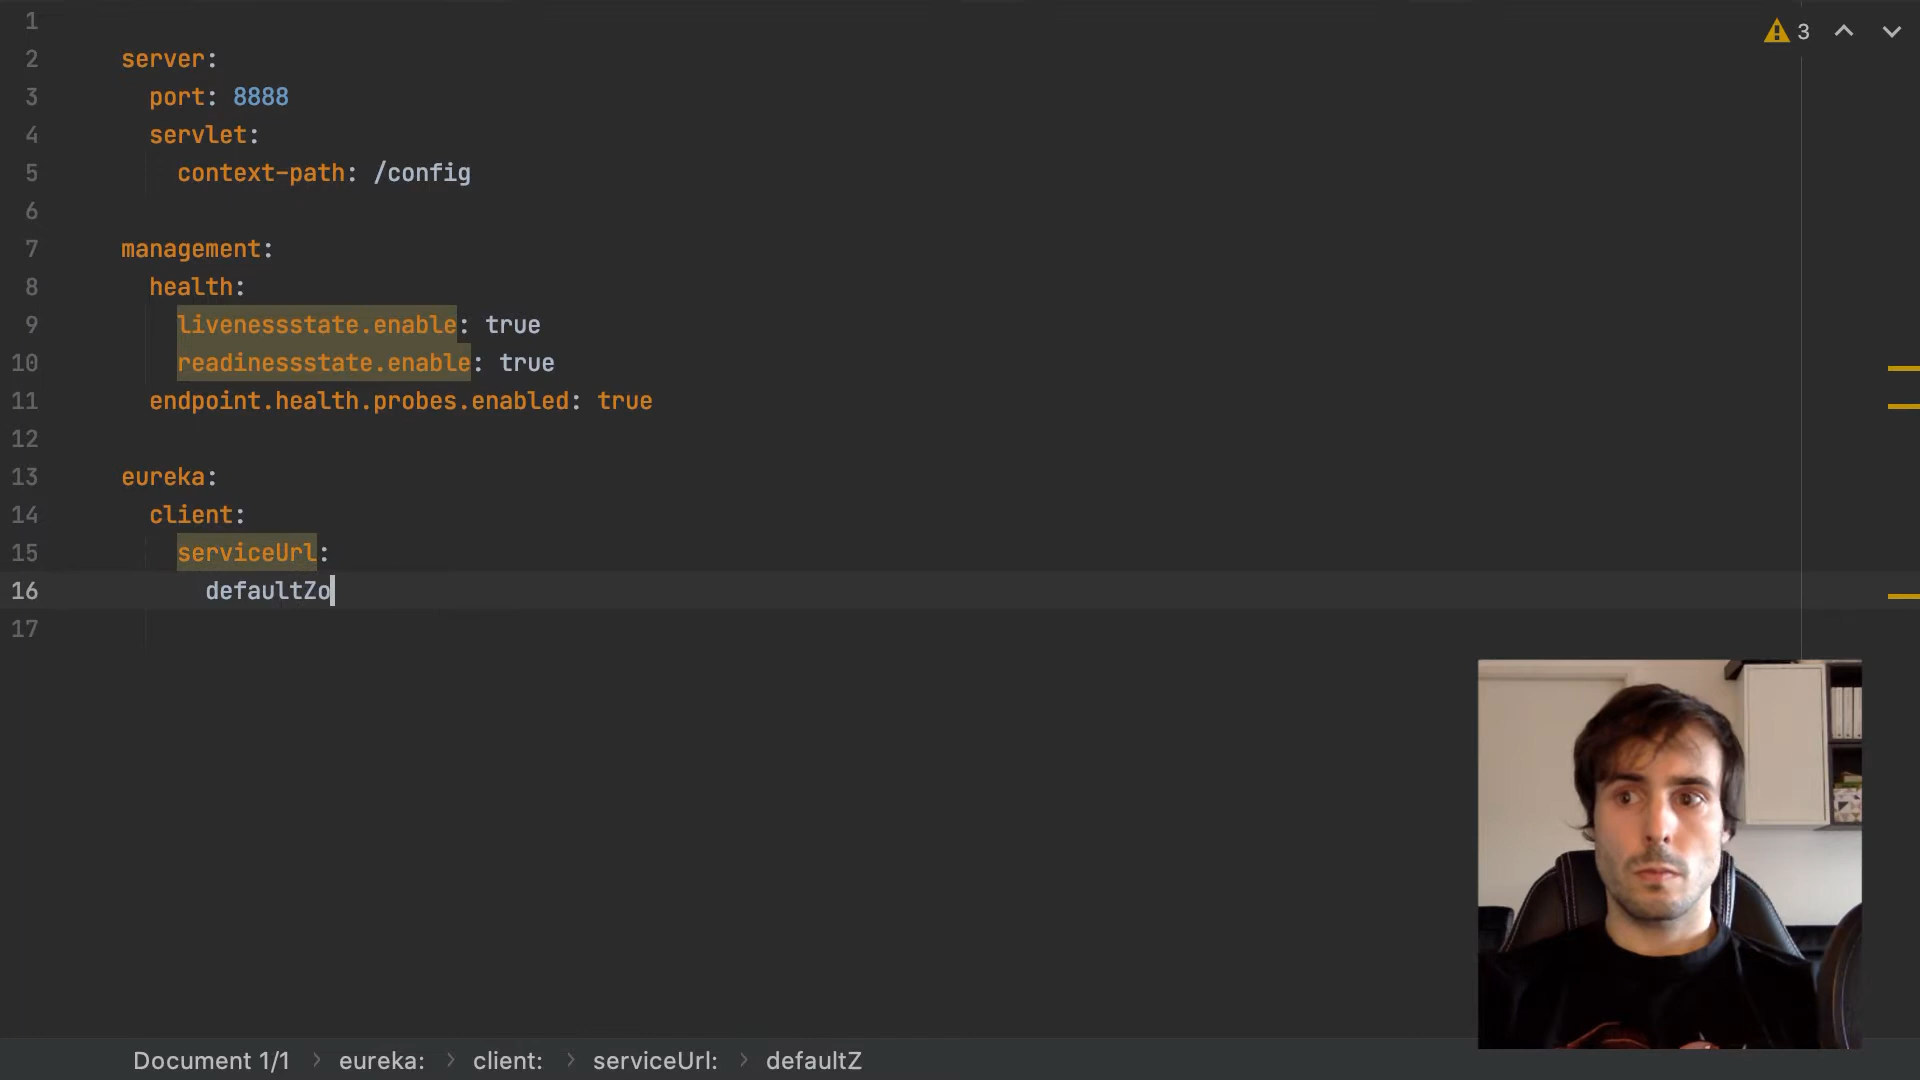 1
2 server:
3 port: 8888
4 servlet:
5 context-path: /config
6
7 management:
8 health:
9 livenessstate.enable: true
10 readinessstate.enable: true
11 endpoint.health.probes.enabled: true
12
13 eureka:
14 client:
15 serviceUrl:
16 defaultZo
17
3
Document 1/1 > eureka: > client: > serviceUrl: > defaultZ